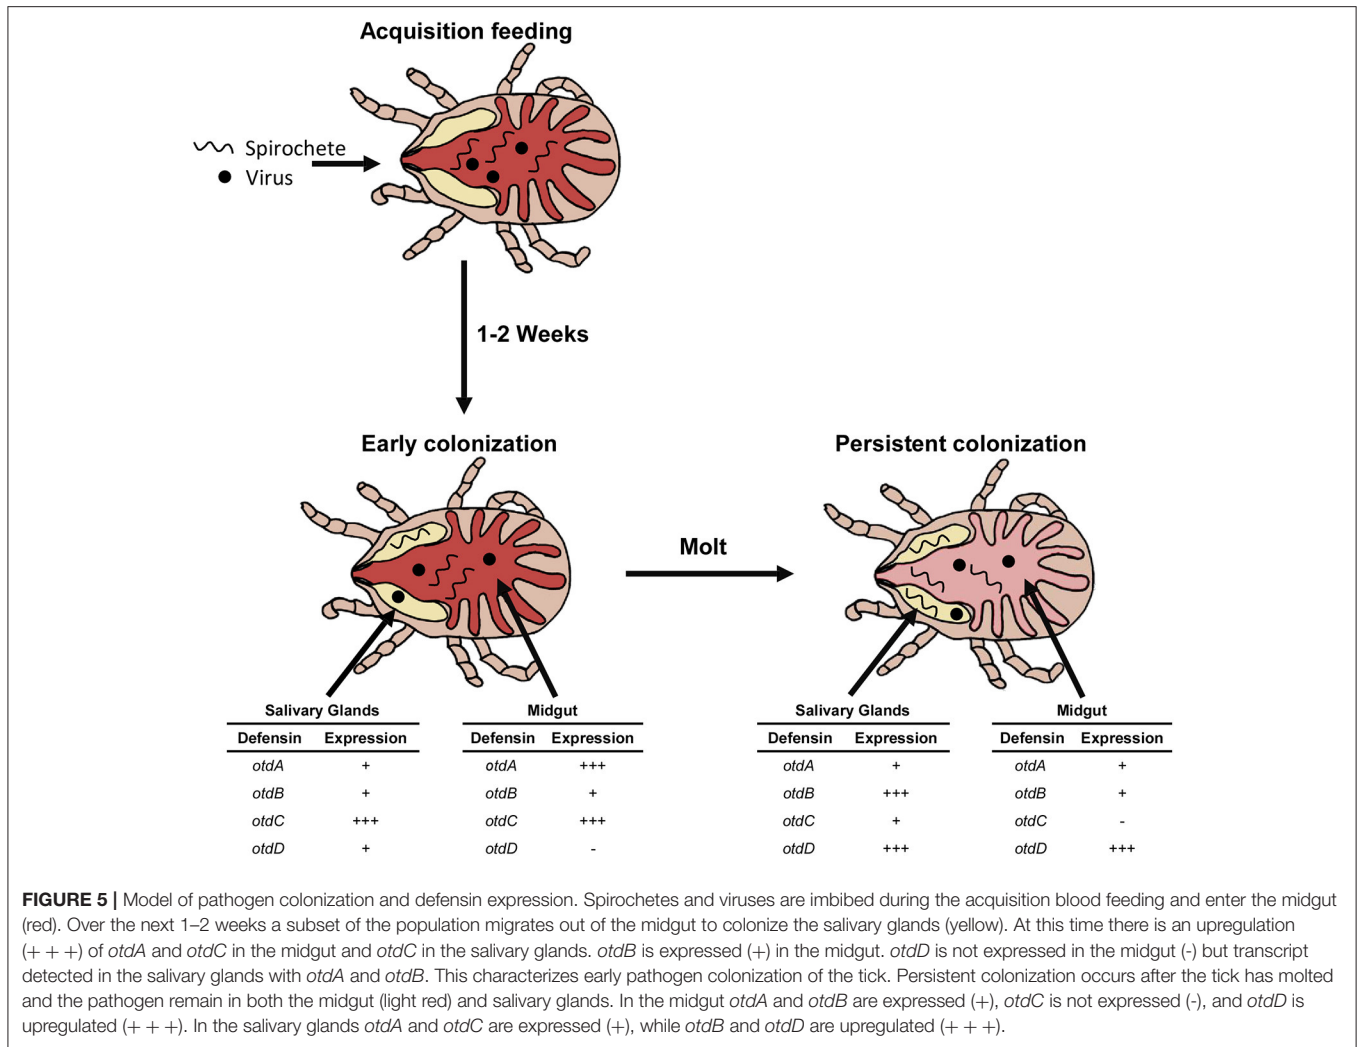 Acquisition feeding
Spirochete
Virus
1-2 Weeks
Early colonization
Persistent colonization
Molt
Salivary Glands
Defensin Expression
otdA +
otdB +
otdC +++
otdD +
Midgut
Defensin Expression
otdA +++
otdB +
otdC +++
otdD -
Salivary Glands
Defensin Expression
otdA +
otdB +++
otdC +
otdD +++
Midgut
Defensin Expression
otdA +
otdB +
otdC -
otdD +++
FIGURE 5 | Model of pathogen colonization and defensin expression. Spirochetes and viruses are imbibed during the acquisition blood feeding and enter the midgut
(red). Over the next 1–2 weeks a subset of the population migrates out of the midgut to colonize the salivary glands (yellow). At this time there is an upregulation
(+ + +) of otdA and otdC in the midgut and otdC in the salivary glands. otdB is expressed (+) in the midgut. otdD is not expressed in the midgut (-) but transcript
detected in the salivary glands with otdA and otdB. This characterizes early pathogen colonization of the tick. Persistent colonization occurs after the tick has molted
and the pathogen remain in both the midgut (light red) and salivary glands. In the midgut otdA and otdB are expressed (+), otdC is not expressed (-), and otdD is
upregulated (+ + +). In the salivary glands otdA and otdC are expressed (+), while otdB and otdD are upregulated (+ + +).